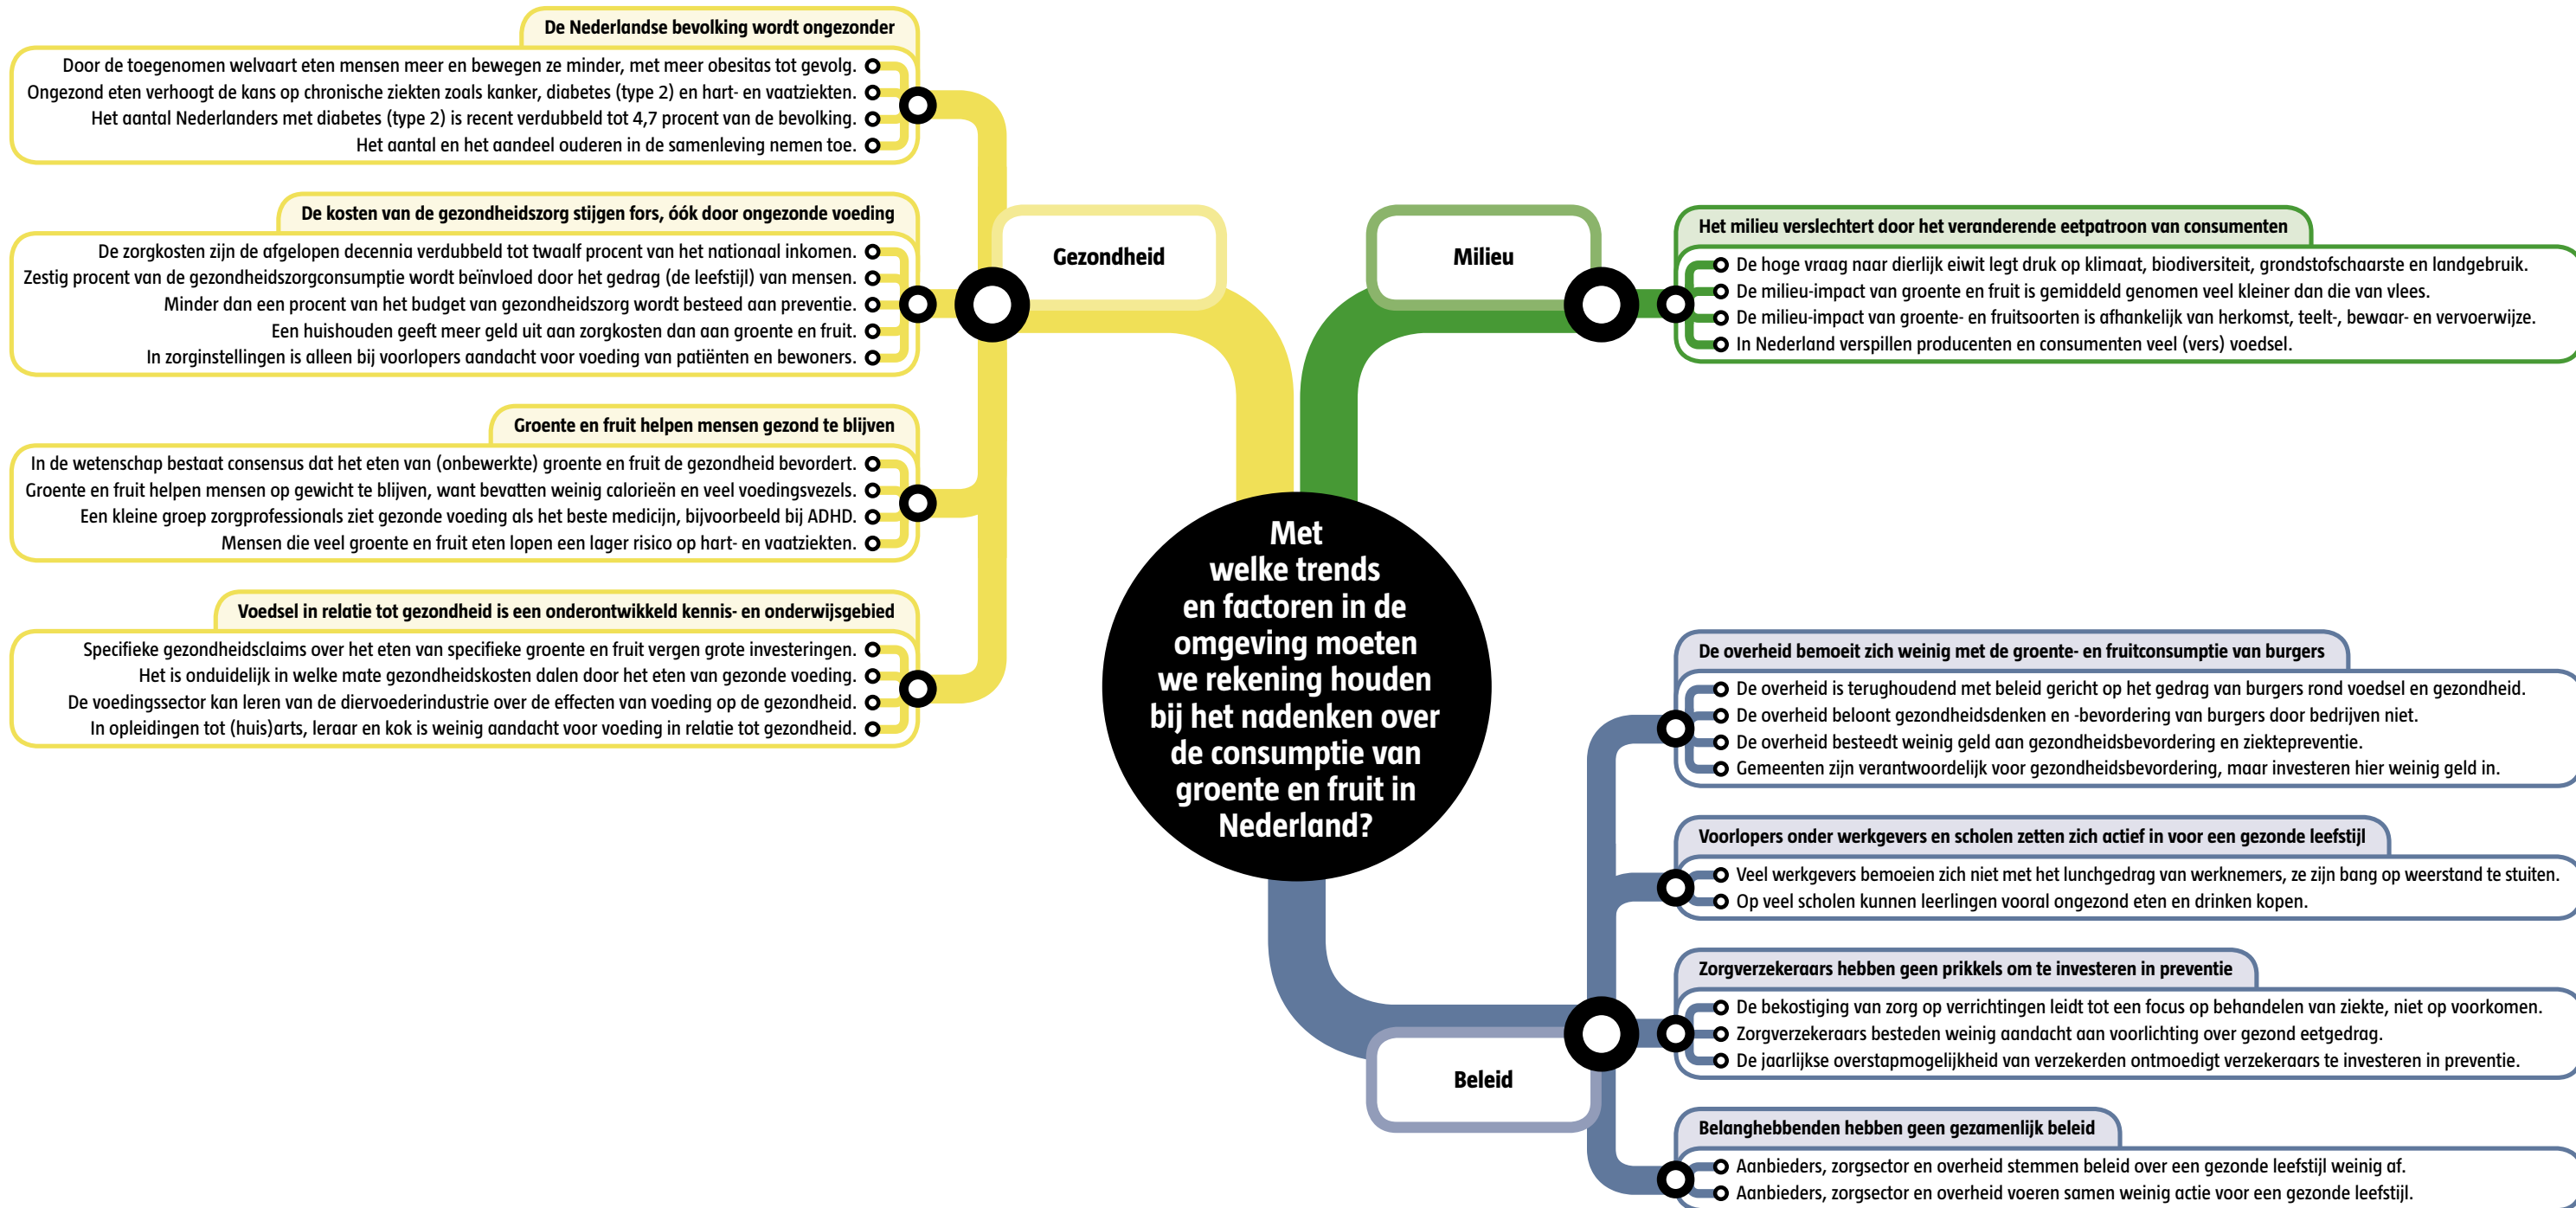 De Nederlandse bevolking wordt ongezonder
Door de toegenomen welvaart eten mensen meer en bewegen ze minder, met meer obesitas tot gevolg.
Ongezond eten verhoogt de kans op chronische ziekten zoals kanker, diabetes (type 2) en hart- en vaatziekten.
Het aantal Nederlanders met diabetes (type 2) is recent verdubbeld tot 4,7 procent van de bevolking.
Het aantal en het aandeel ouderen in de samenleving nemen toe.
De kosten van de gezondheidszorg stijgen fors, óók door ongezonde voeding
De zorgkosten zijn de afgelopen decennia verdubbeld tot twaalf procent van het nationaal inkomen.
Zestig procent van de gezondheidszorgconsumptie wordt beïnvloed door het gedrag (de leefstijl) van mensen.
Minder dan een procent van het budget van gezondheidszorg wordt besteed aan preventie.
Een huishouden geeft meer geld uit aan zorgkosten dan aan groente en fruit.
In zorginstellingen is alleen bij voorlopers aandacht voor voeding van patiënten en bewoners.
Groente en fruit helpen mensen gezond te blijven
In de wetenschap bestaat consensus dat het eten van (onbewerkte) groente en fruit de gezondheid bevordert.
Groente en fruit helpen mensen op gewicht te blijven, want bevatten weinig calorieën en veel voedingsvezels.
Een kleine groep zorgprofessionals ziet gezonde voeding als het beste medicijn, bijvoorbeeld bij ADHD.
Mensen die veel groente en fruit eten lopen een lager risico op hart- en vaatziekten.
Voedsel in relatie tot gezondheid is een onderontwikkeld kennis- en onderwijsgebied
Specifieke gezondheidsclaims over het eten van specifieke groente en fruit vergen grote investeringen.
Het is onduidelijk in welke mate gezondheidskosten dalen door het eten van gezonde voeding.
De voedingssector kan leren van de diervoederindustrie over de effecten van voeding op de gezondheid.
In opleidingen tot (huis)arts, leraar en kok is weinig aandacht voor voeding in relatie tot gezondheid.
Gezondheid
Milieu
Met
welke trends
en factoren in de
omgeving moeten
we rekening houden
bij het nadenken over
de consumptie van
groente en fruit in
Nederland?
Beleid
Het milieu verslechtert door het veranderende eetpatroon van consumenten
De hoge vraag naar dierlijk eiwit legt druk op klimaat, biodiversiteit, grondstofschaarste en landgebruik.
De milieu-impact van groente en fruit is gemiddeld genomen veel kleiner dan die van vlees.
De milieu-impact van groente- en fruitsoorten is afhankelijk van herkomst, teelt-, bewaar- en vervoerwijze.
In Nederland verspillen producenten en consumenten veel (vers) voedsel.
De overheid bemoeit zich weinig met de groente- en fruitconsumptie van burgers
De overheid is terughoudend met beleid gericht op het gedrag van burgers rond voedsel en gezondheid.
De overheid beloont gezondheidsdenken en -bevordering van burgers door bedrijven niet.
De overheid besteedt weinig geld aan gezondheidsbevordering en ziektepreventie.
Gemeenten zijn verantwoordelijk voor gezondheidsbevordering, maar investeren hier weinig geld in.
Voorlopers onder werkgevers en scholen zetten zich actief in voor een gezonde leefstijl
Veel werkgevers bemoeien zich niet met het lunchgedrag van werknemers, ze zijn bang op weerstand te stuiten.
Op veel scholen kunnen leerlingen vooral ongezond eten en drinken kopen.
Zorgverzekeraars hebben geen prikkels om te investeren in preventie
De bekostiging van zorg op verrichtingen leidt tot een focus op behandelen van ziekte, niet op voorkomen.
Zorgverzekeraars besteden weinig aandacht aan voorlichting over gezond eetgedrag.
De jaarlijkse overstapmogelijkheid van verzekerden ontmoedigt verzekeraars te investeren in preventie.
Belanghebbenden hebben geen gezamenlijk beleid
Aanbieders, zorgsector en overheid stemmen beleid over een gezonde leefstijl weinig af.
Aanbieders, zorgsector en overheid voeren samen weinig actie voor een gezonde leefstijl.